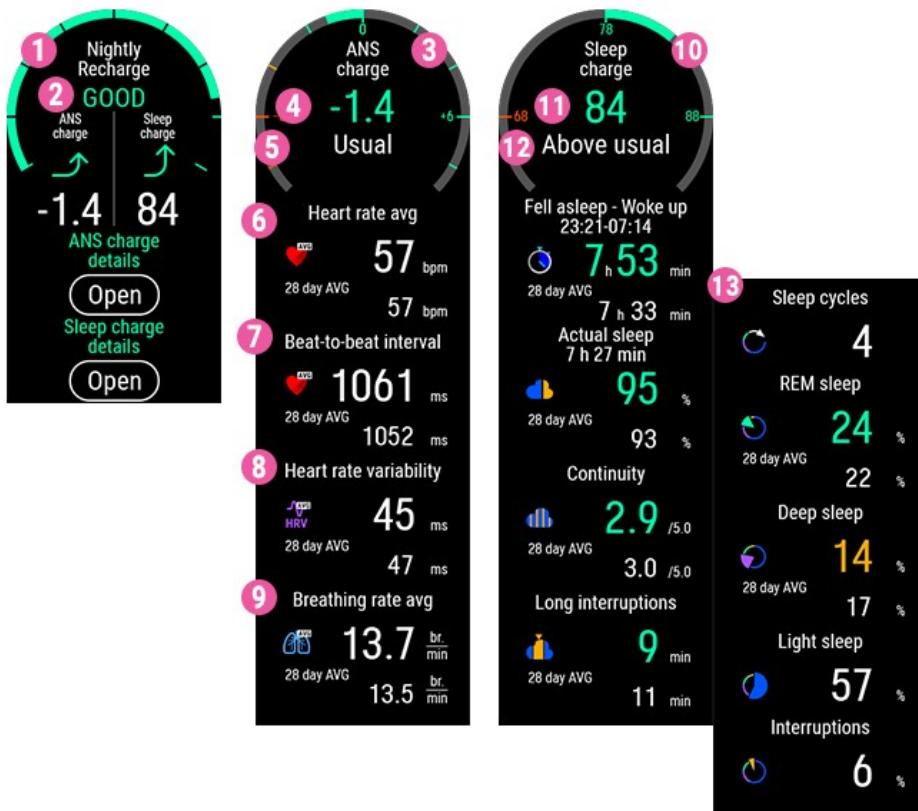 1
Nightly
Recharge
2
GOOD
ANS
charge
Sleep
charge
-1.4
84
ANS charge
details
Open
Sleep charge
details
Open
0
3
ANS
charge
4
-1.4
+6
5
Usual
6
Heart rate avg
AVG
57 bpm
28 day AVG
57 bpm
7
Beat-to-beat interval
AVG
1061 ms
28 day AVG
1052 ms
8
Heart rate variability
AVG
HRV
45 ms
28 day AVG
47 ms
9
Breathing rate avg
AVG
13.7 br.
min
28 day AVG
13.5 br.
min
78
10
Sleep
charge
11
84
68
88
12
Above usual
Fell asleep - Woke up
23:21-07:14
7 h 53 min
28 day AVG
7 h 33 min
Actual sleep
7 h 27 min
95 %
28 day AVG
93 %
Continuity
2.9 /5.0
28 day AVG
3.0 /5.0
Long interruptions
9 min
28 day AVG
11 min
13
Sleep cycles
4
REM sleep
24 %
28 day AVG
22 %
Deep sleep
14 %
28 day AVG
17 %
Light sleep
57 %
Interruptions
6 %